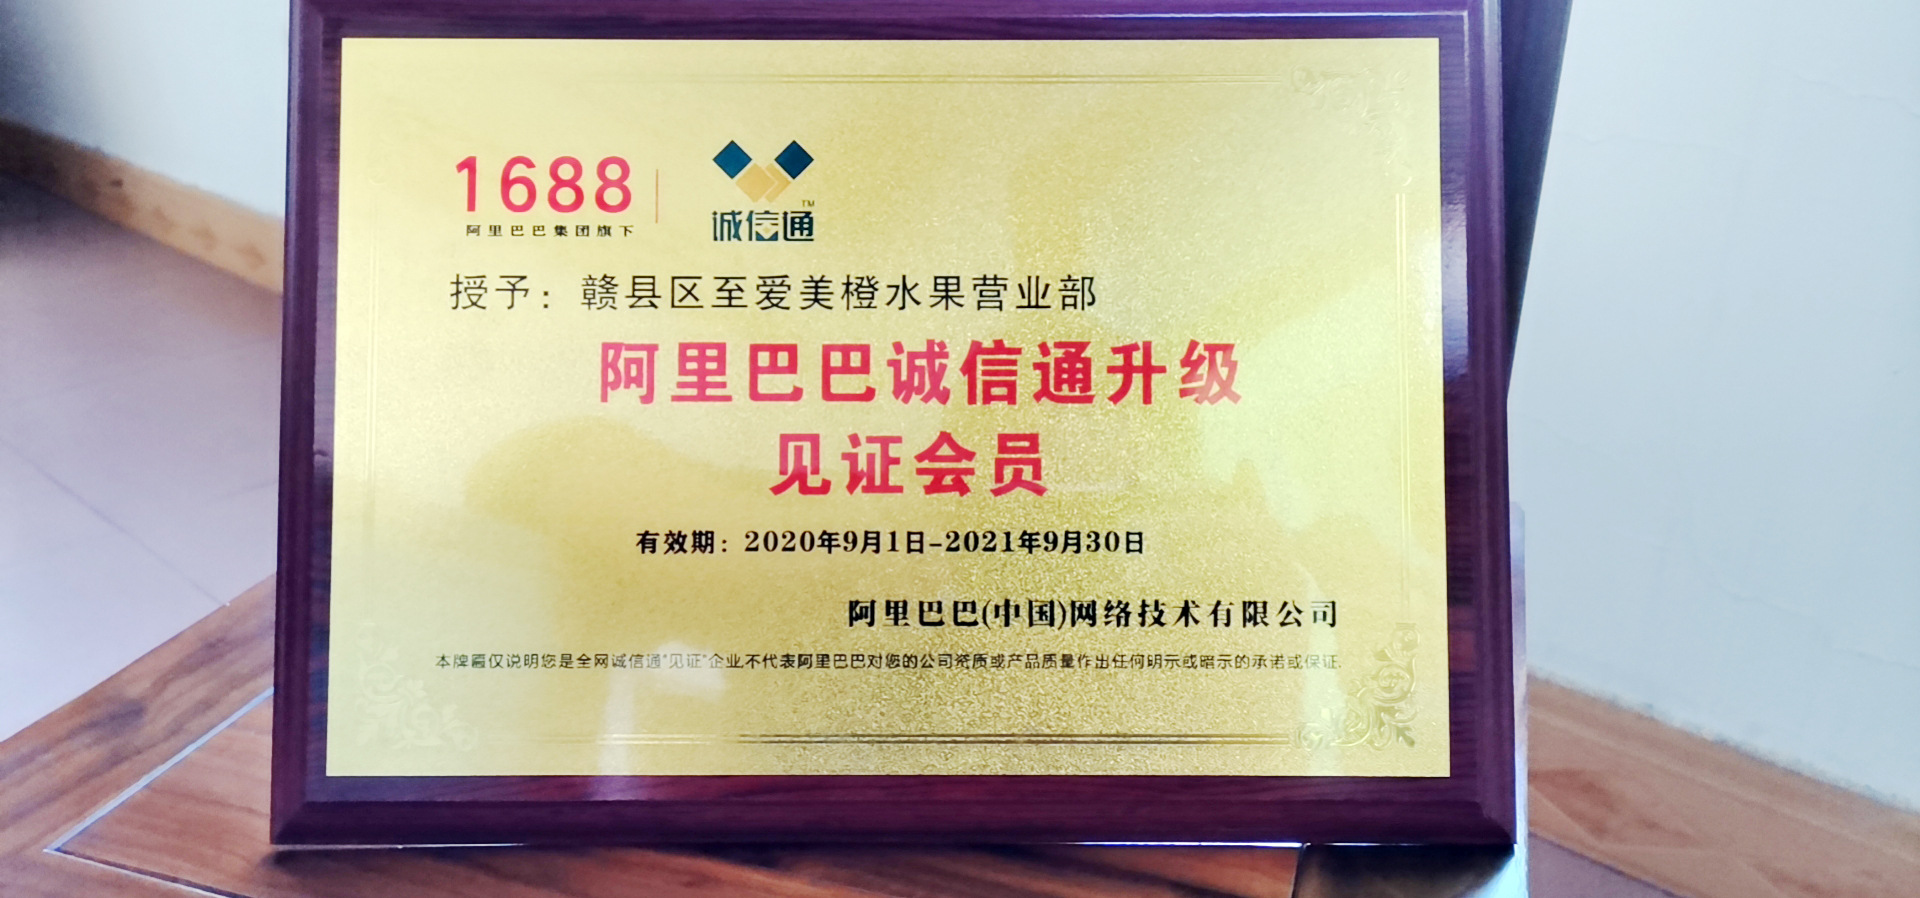 1688
阿里巴巴集团旗下
诚信通™
授予：赣县区至爱美橙水果营业部
阿里巴巴诚信通升级
见证会员
有效期：2020年9月1日-2021年9月30日
阿里巴巴(中国)网络技术有限公司
本牌匾仅说明您是全网诚信通"见证"企业,不代表阿里巴巴对您的公司资质或产品质量作出任何明示或暗示的承诺或保证.